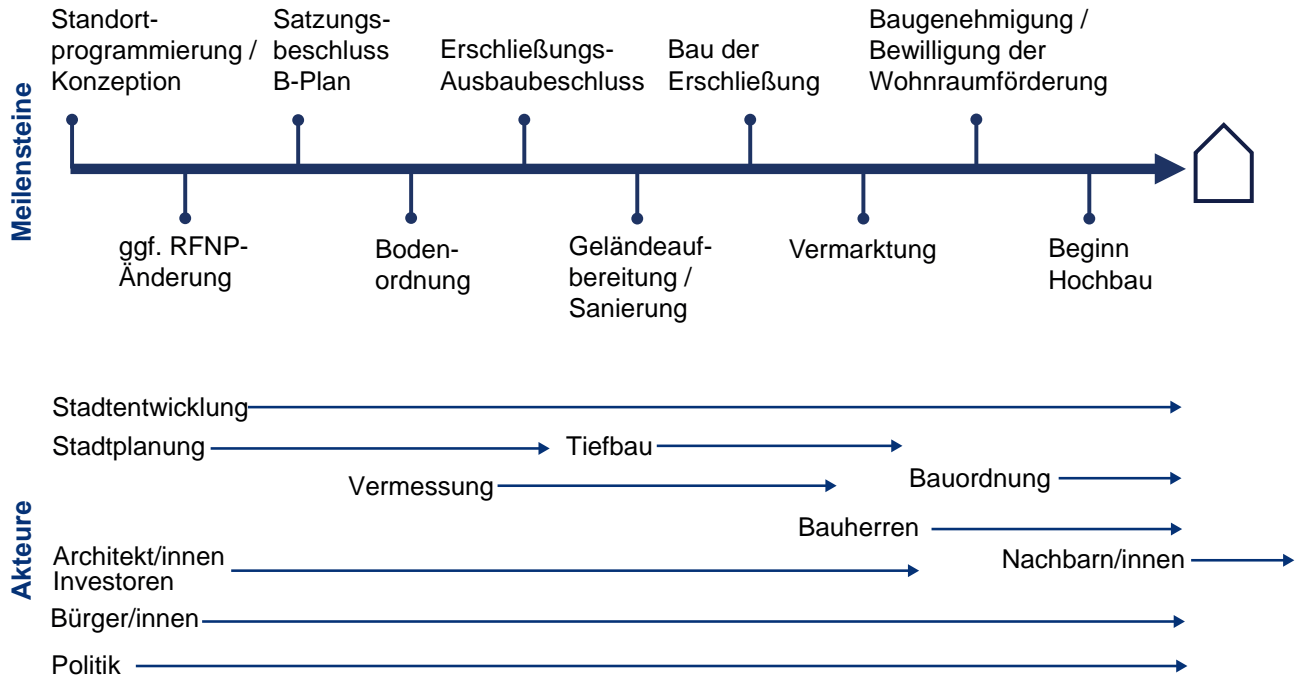 Meilensteine
Standort-
programmierung /
Konzeption
Satzungs-
beschluss
B-Plan
Erschließungs-
Ausbaubeschluss
Bau der
Erschließung
Baugenehmigung /
Bewilligung der
Wohnraumförderung
ggf. RFNP-
Änderung
Boden-
ordnung
Geländeauf-
bereitung /
Sanierung
Vermarktung
Beginn
Hochbau
Akteure
Stadtentwicklung
Stadtplanung
Tiefbau
Vermessung
Bauordnung
Bauherren
Architekt/innen
Investoren
Nachbarn/innen
Bürger/innen
Politik